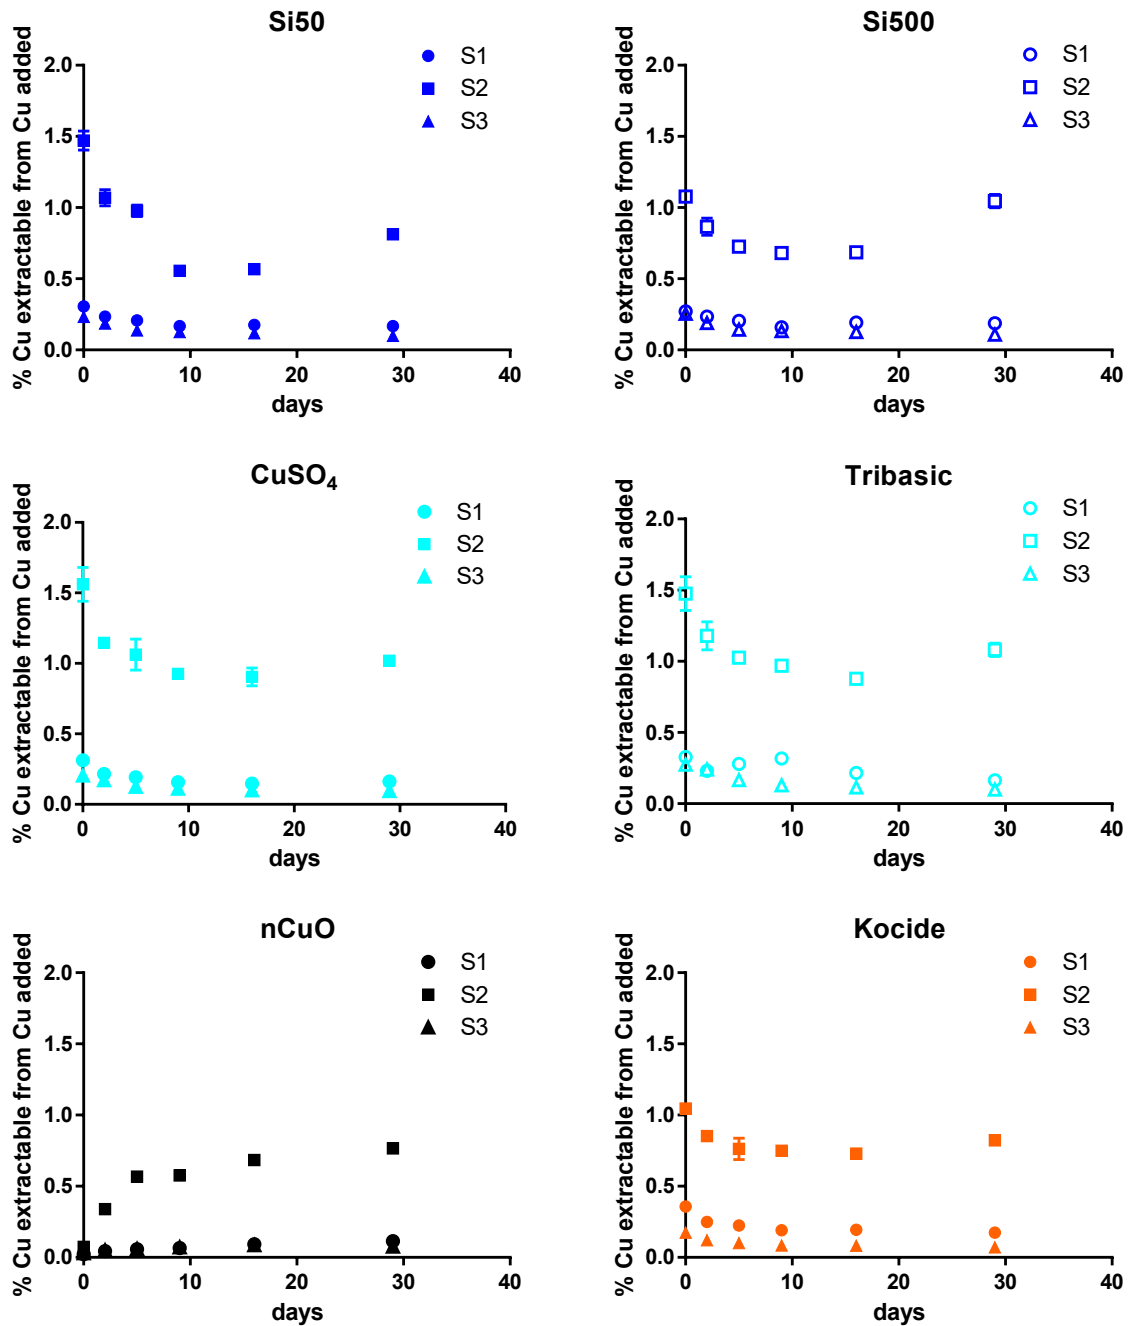 Si50
% Cu extractable from Cu added
2.0
1.5
1.0
0.5
0.0
0 10 20 30 40
days
S1
S2
S3
Si500
% Cu extractable from Cu added
2.0
1.5
1.0
0.5
0.0
0 10 20 30 40
days
S1
S2
S3
CuSO₄
% Cu extractable from Cu added
2.0
1.5
1.0
0.5
0.0
0 10 20 30 40
days
S1
S2
S3
Tribasic
% Cu extractable from Cu added
2.0
1.5
1.0
0.5
0.0
0 10 20 30 40
days
S1
S2
S3
nCuO
% Cu extractable from Cu added
2.0
1.5
1.0
0.5
0.0
0 10 20 30 40
days
S1
S2
S3
Kocide
% Cu extractable from Cu added
2.0
1.5
1.0
0.5
0.0
0 10 20 30 40
days
S1
S2
S3